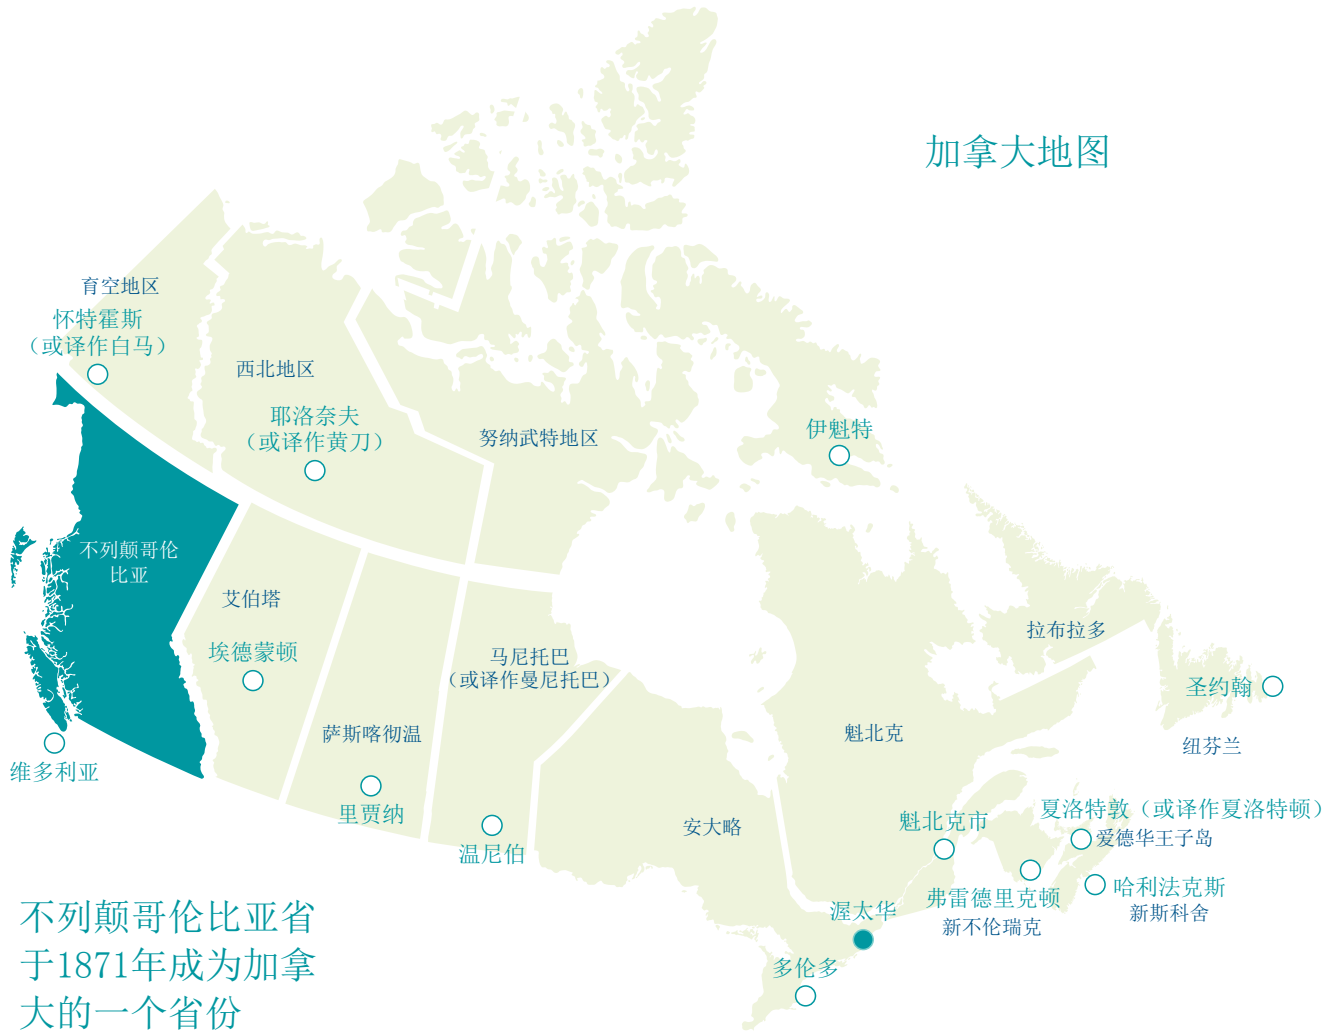 加拿大地图
育空地区
怀特霍斯
（或译作白马）
西北地区
耶洛奈夫
（或译作黄刀）
努纳武特地区
伊魁特
不列颠哥伦
比亚
艾伯塔
埃德蒙顿
马尼托巴
（或译作曼尼托巴）
拉布拉多
圣约翰
纽芬兰
萨斯喀彻温
魁北克
维多利亚
里贾纳
温尼伯
安大略
魁北克市
夏洛特敦（或译作夏洛特顿）
爱德华王子岛
弗雷德里克顿
哈利法克斯
新不伦瑞克
新斯科舍
渥太华
多伦多
不列颠哥伦比亚省
于1871年成为加拿
大的一个省份